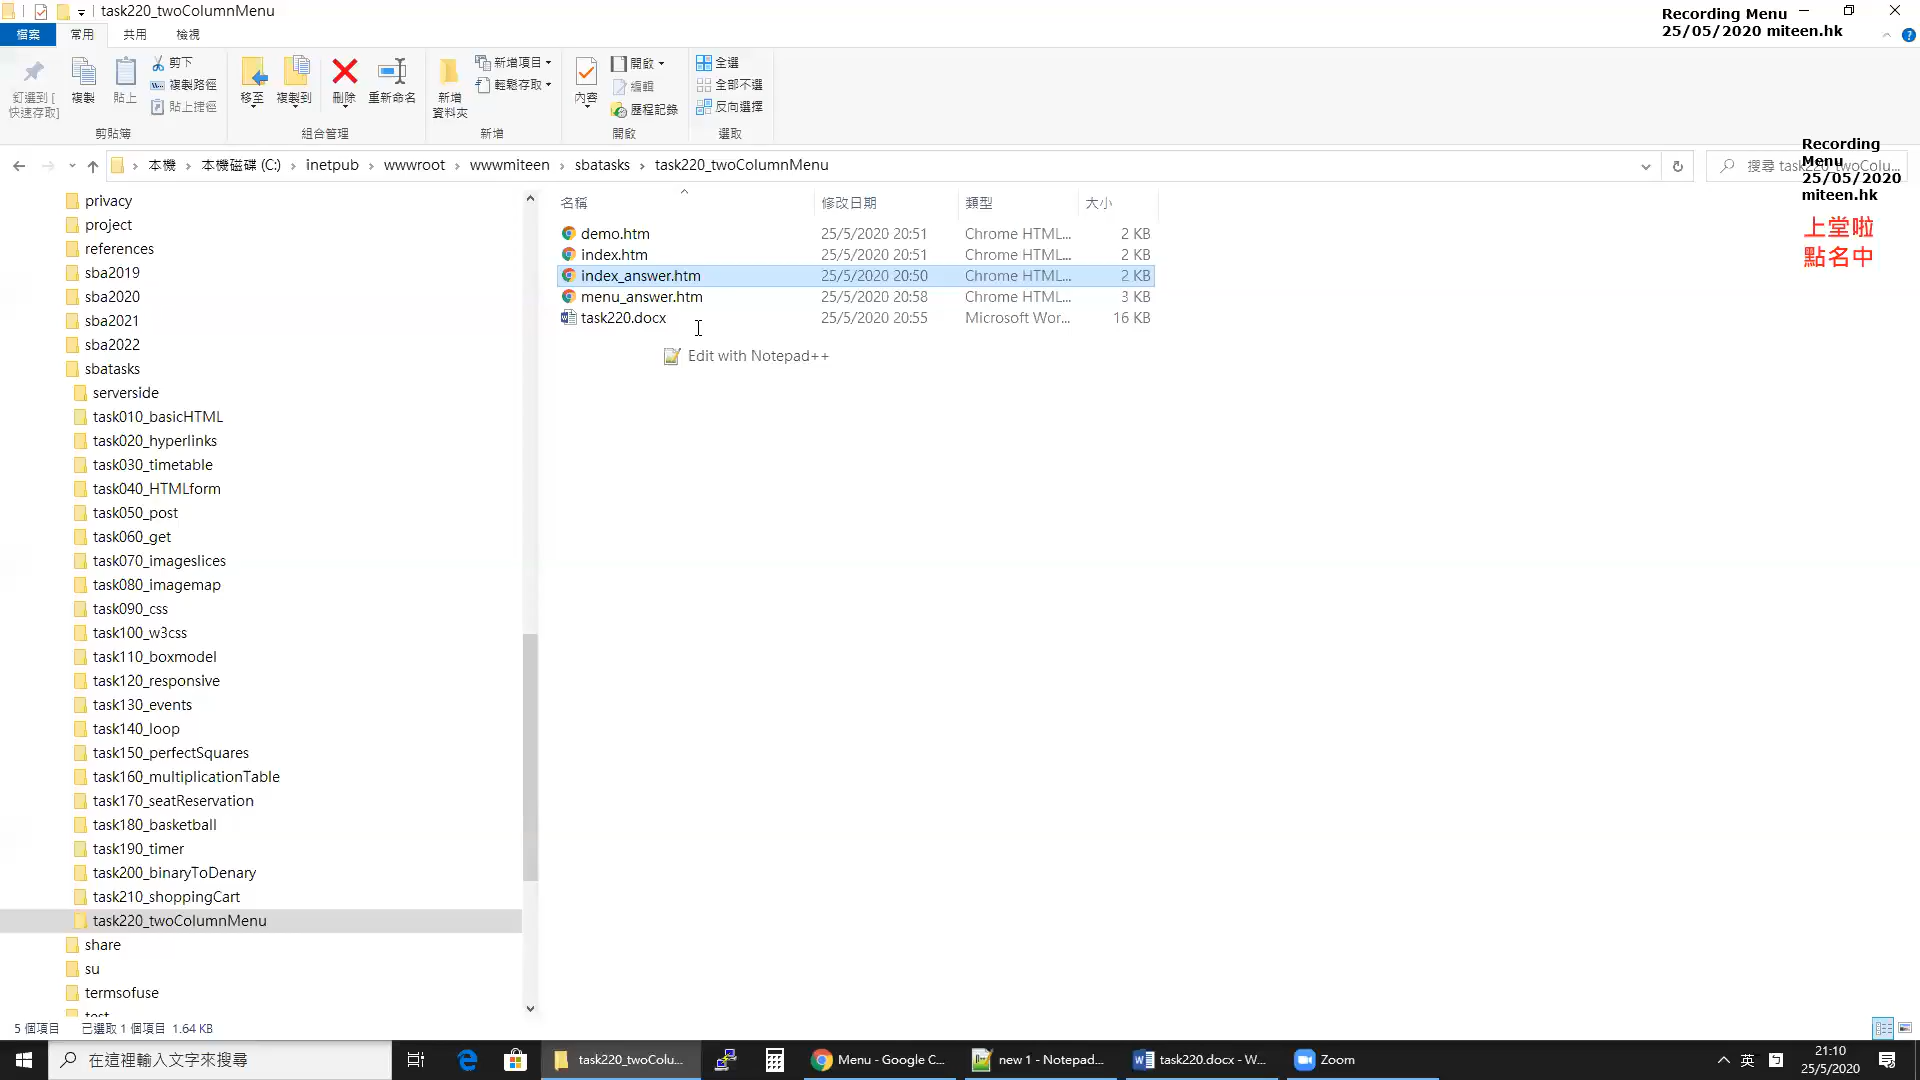 task220_twoColumnMenu
Recording Menu
25/05/2020 miteen.hk
檔案 常用 共用 檢視
釘選到 [
快速存取]
複製
貼上
剪下
複製路徑
貼上捷徑
剪貼簿
移至
複製到
刪除
重新命名
組合管理
新增
資料夾
新增項目
輕鬆存取
新增
內容
開啟
編輯
歷程記錄
開啟
全選
全部不選
反向選擇
選取
本機 › 本機磁碟 (C:) › inetpub › wwwroot › wwwmiteen › sbatasks › task220_twoColumnMenu
搜尋 task220_twoColu...
Recording
Menu
25/05/2020
miteen.hk
上堂啦
點名中
privacy
project
references
sba2019
sba2020
sba2021
sba2022
sbatasks
serverside
task010_basicHTML
task020_hyperlinks
task030_timetable
task040_HTMLform
task050_post
task060_get
task070_imageslices
task080_imagemap
task090_css
task100_w3css
task110_boxmodel
task120_responsive
task130_events
task140_loop
task150_perfectSquares
task160_multiplicationTable
task170_seatReservation
task180_basketball
task190_timer
task200_binaryToDenary
task210_shoppingCart
task220_twoColumnMenu
share
su
termsofuse
test
名稱 修改日期 類型 大小
demo.htm 25/5/2020 20:51 Chrome HTML... 2 KB
index.htm 25/5/2020 20:51 Chrome HTML... 2 KB
index_answer.htm 25/5/2020 20:50 Chrome HTML... 2 KB
menu_answer.htm 25/5/2020 20:58 Chrome HTML... 3 KB
task220.docx 25/5/2020 20:55 Microsoft Wor... 16 KB
Edit with Notepad++
5 個項目 已選取 1 個項目 1.64 KB
在這裡輸入文字來搜尋
task220_twoColu...
Menu - Google C...
new 1 - Notepad...
task220.docx - W...
Zoom
英
21:10
25/5/2020